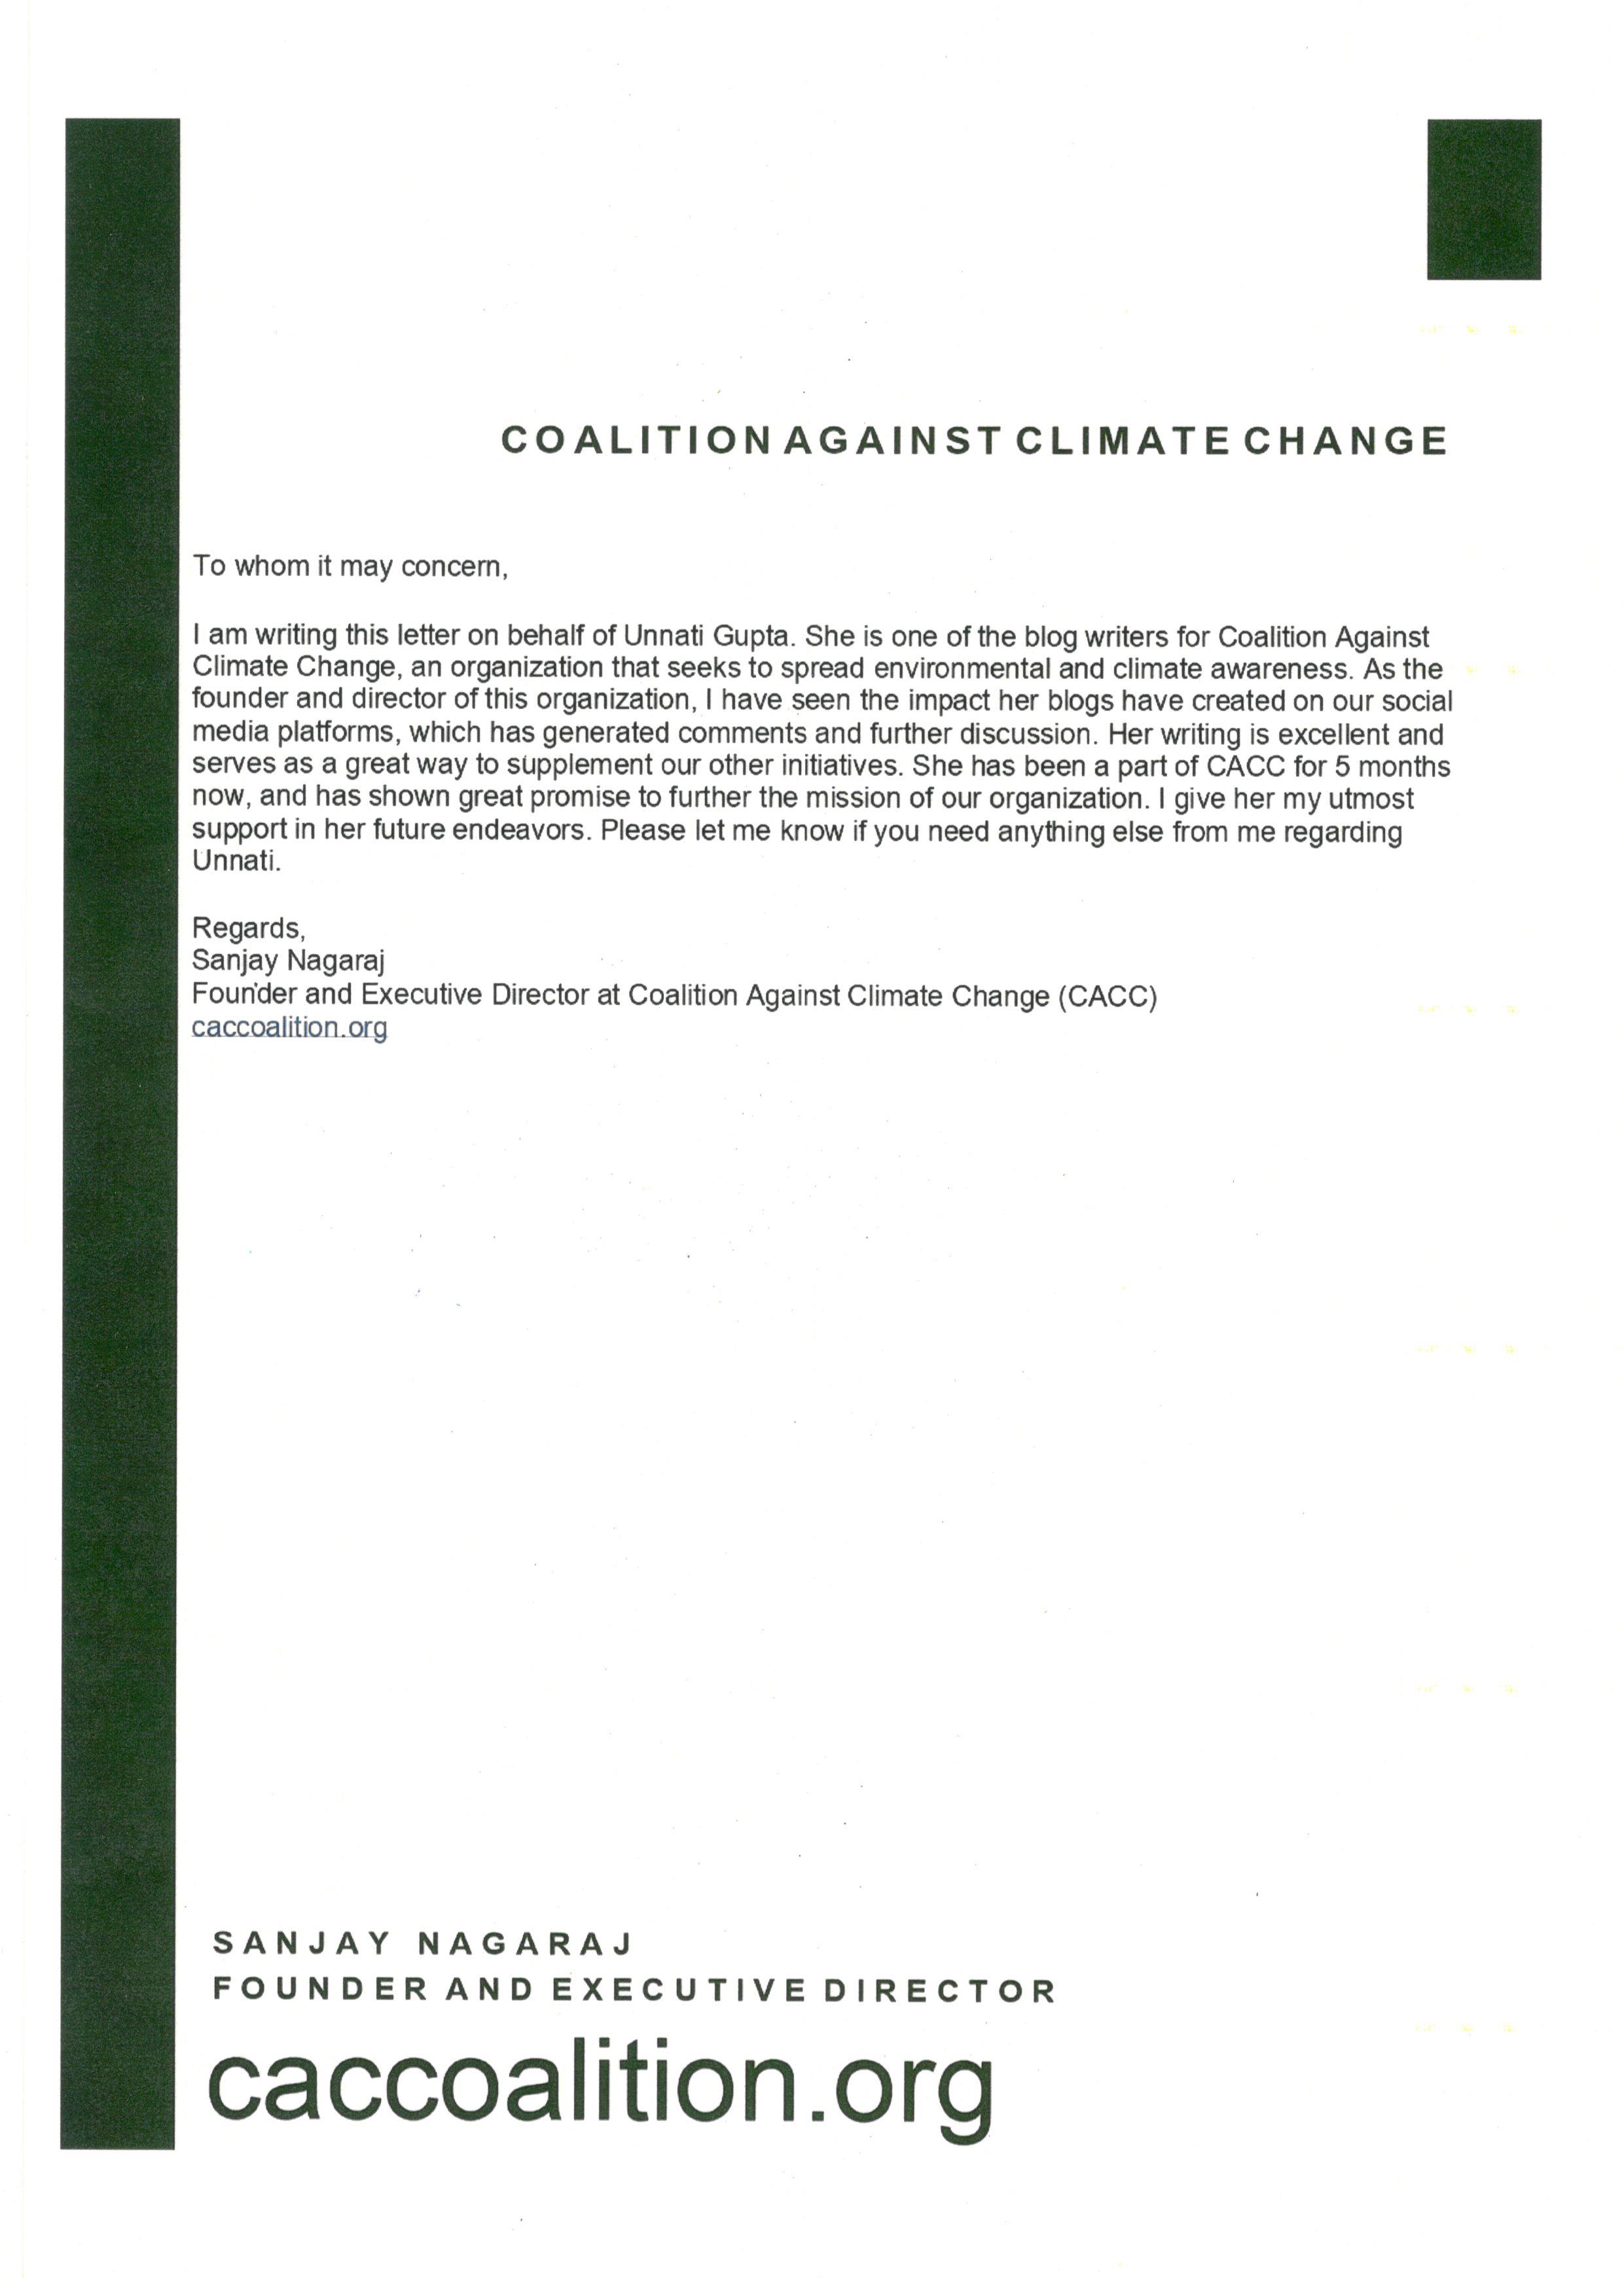 COALITION AGAINST CLIMATE CHANGE
To whom it may concern,
I am writing this letter on behalf of Unnati Gupta. She is one of the blog writers for Coalition Against
Climate Change, an organization that seeks to spread environmental and climate awareness. As the
founder and director of this organization, I have seen the impact her blogs have created on our social
media platforms, which has generated comments and further discussion. Her writing is excellent and
serves as a great way to supplement our other initiatives. She has been a part of CACC for 5 months
now, and has shown great promise to further the mission of our organization. I give her my utmost
support in her future endeavors. Please let me know if you need anything else from me regarding
Unnati.
Regards,
Sanjay Nagaraj
Founder and Executive Director at Coalition Against Climate Change (CACC)
caccoalition.org
SANJAY NAGARAJ
FOUNDER AND EXECUTIVE DIRECTOR
caccoalition.org